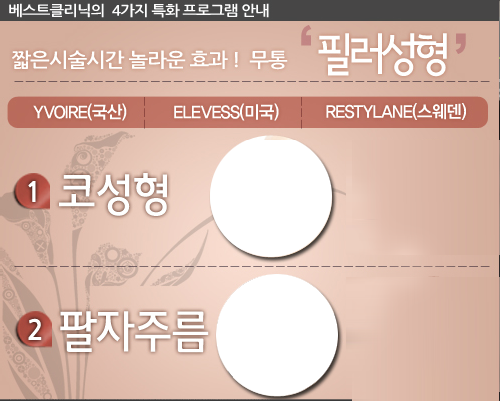 베스트클리닉의 4가지 특화 프로그램 안내
짧은시술시간 놀라운 효과 ! 무통 '필러성형'
YVOIRE(국산) ELEVESS(미국) RESTYLANE(스웨덴)
1 코성형
2 팔자주름